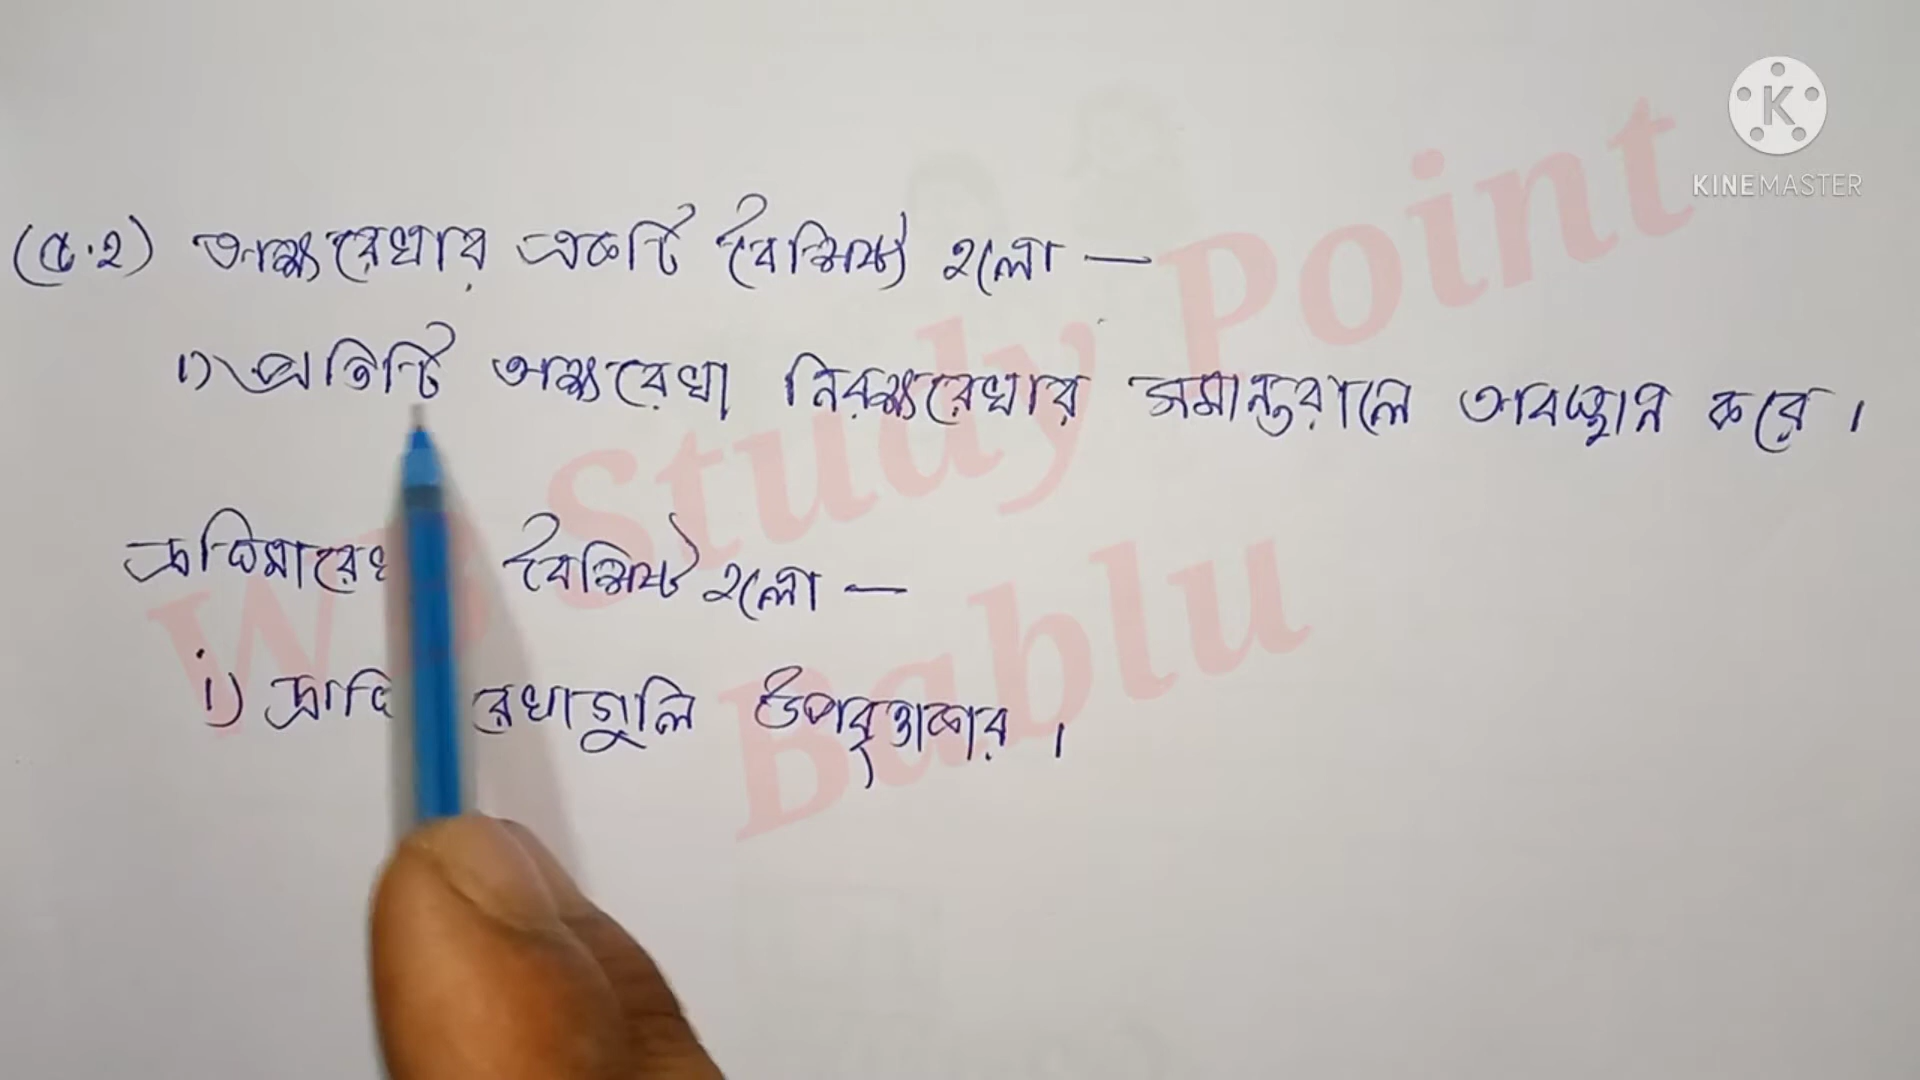 KINEMASTER
(৫.২) অক্ষরেখার একটি বৈশিষ্ট্য হলো —
i) প্রতিটি অক্ষরেখা নিরক্ষরেখার সমান্তরালে অবস্থান করে ।
বৈশিষ্ট হলো —
i) রেখাগুলি উপবৃত্তাকার ।
Study Point
Bablu